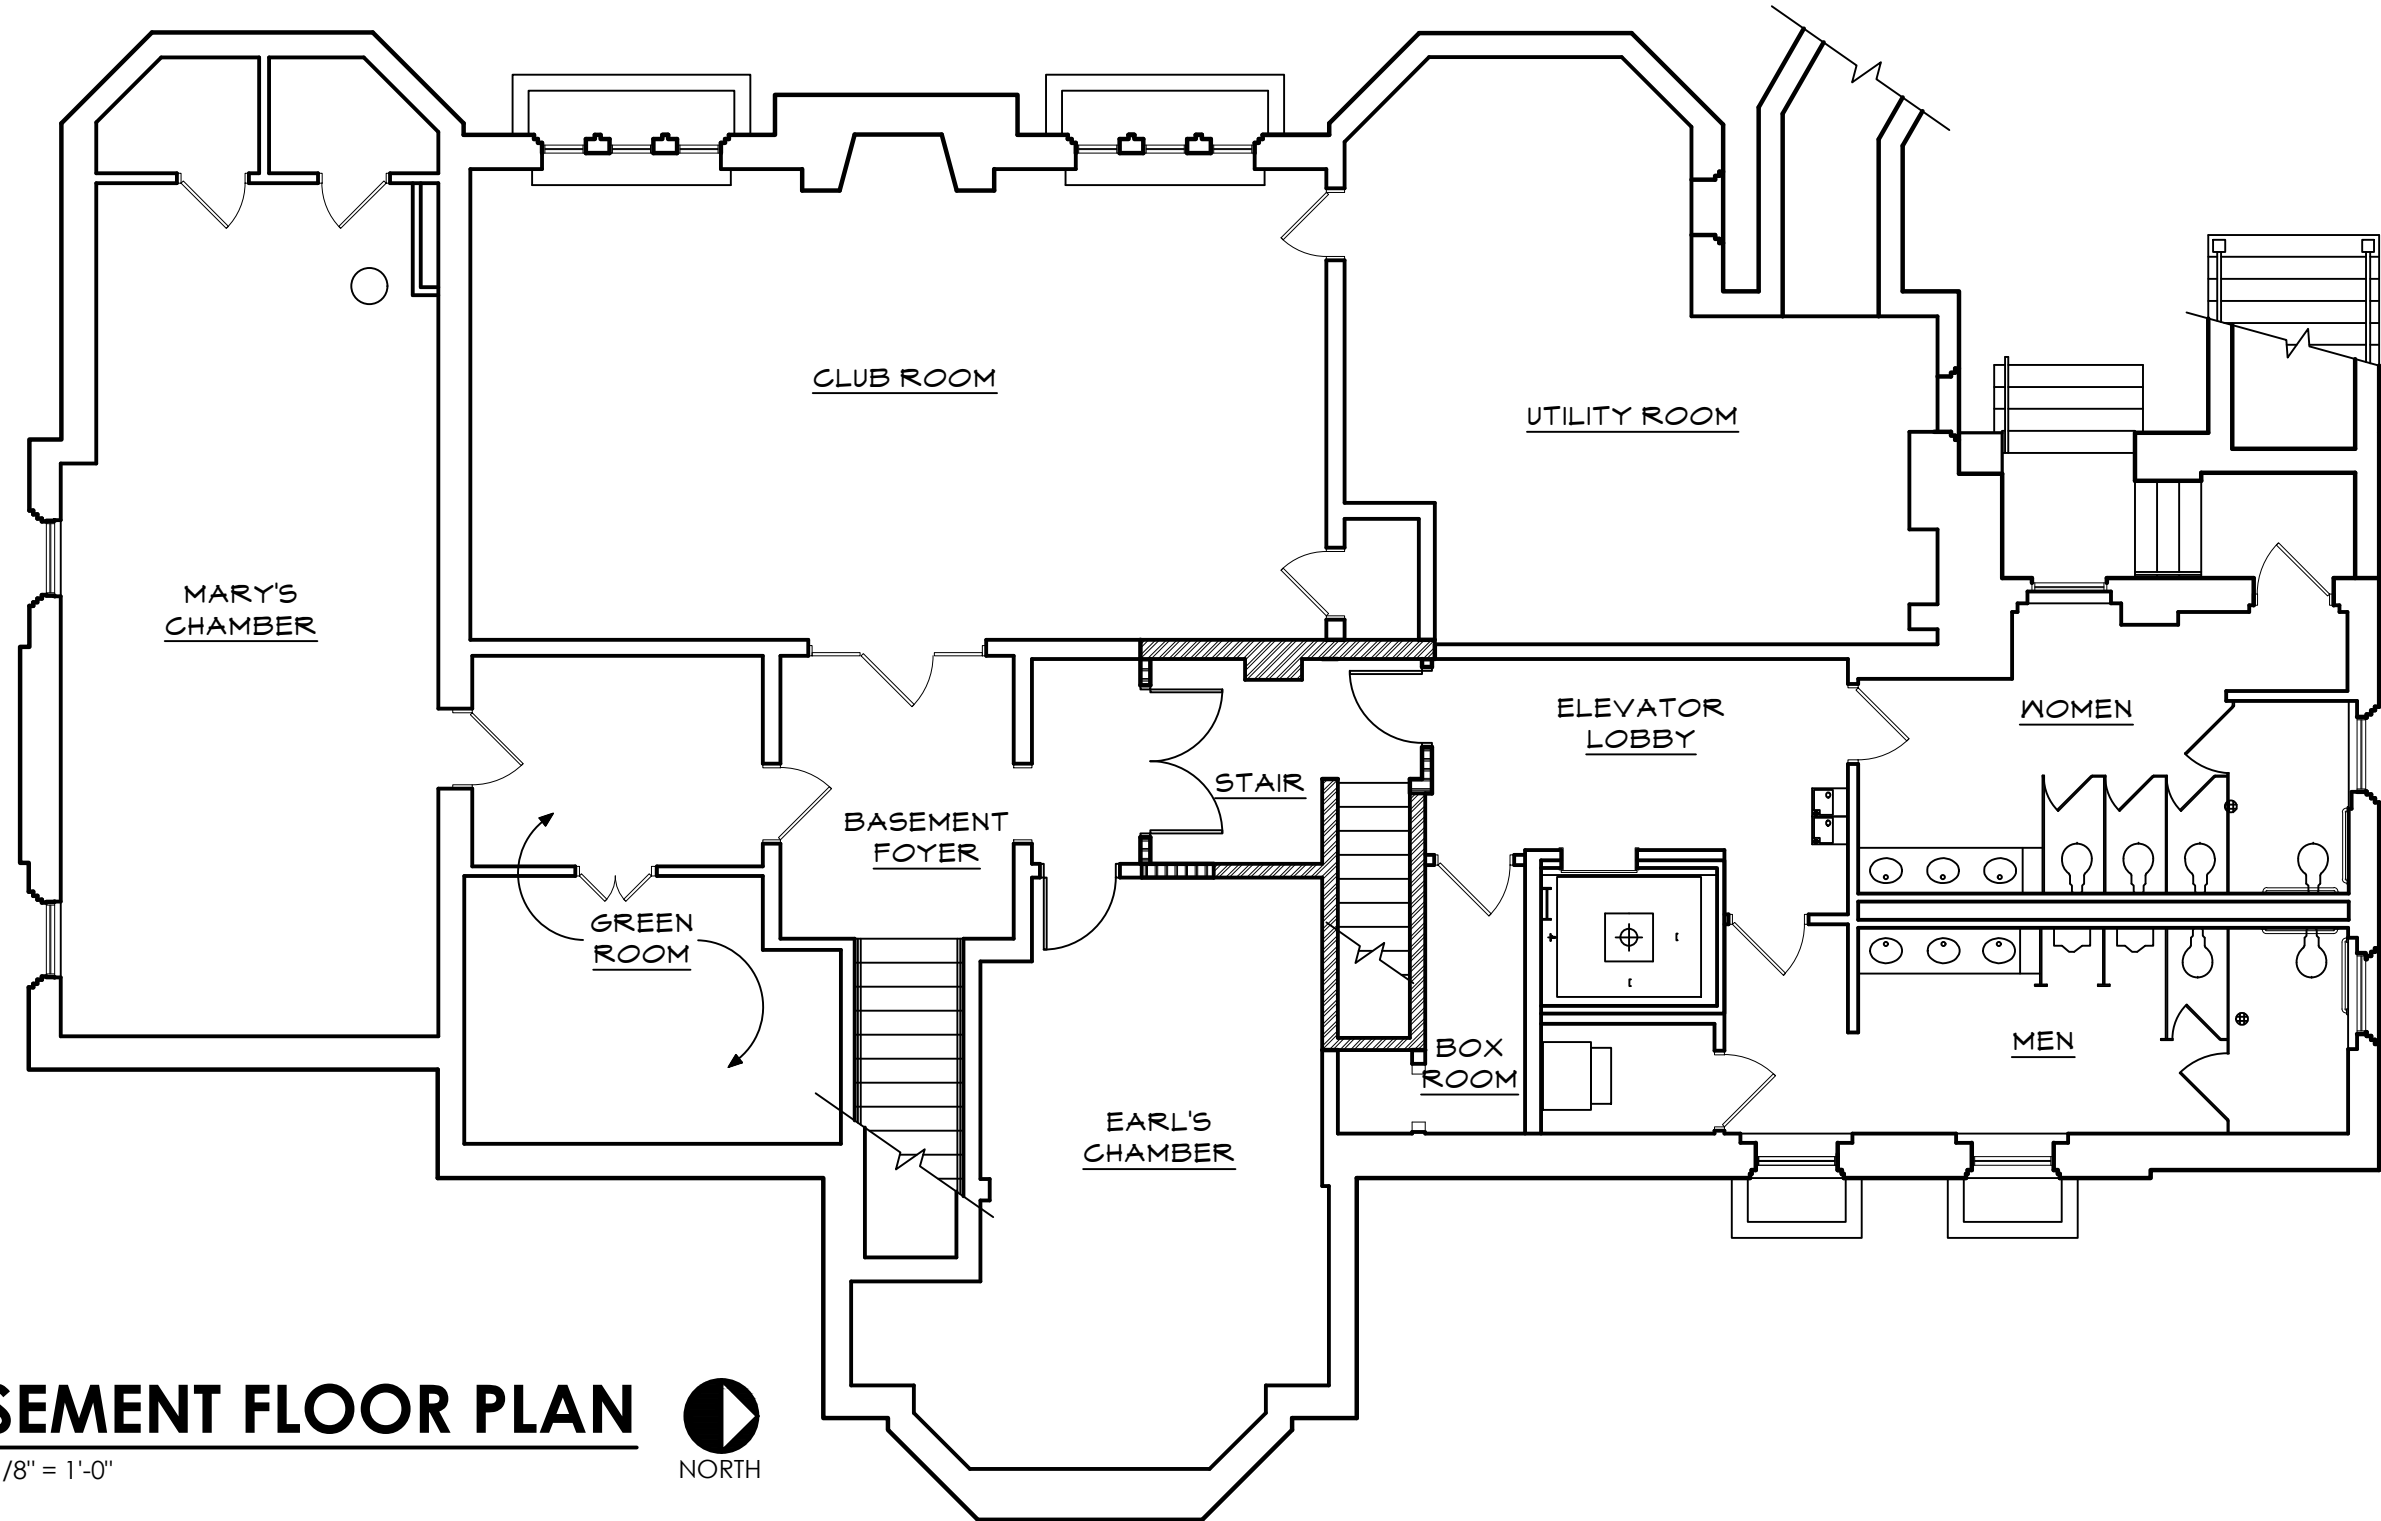 CLUB ROOM
UTILITY ROOM
MARY'S
CHAMBER
ELEVATOR
LOBBY
WOMEN
STAIR
BASEMENT
FOYER
GREEN
ROOM
BOX
ROOM
MEN
EARL'S
CHAMBER
SEMENT FLOOR PLAN
/8" = 1'-0"
NORTH